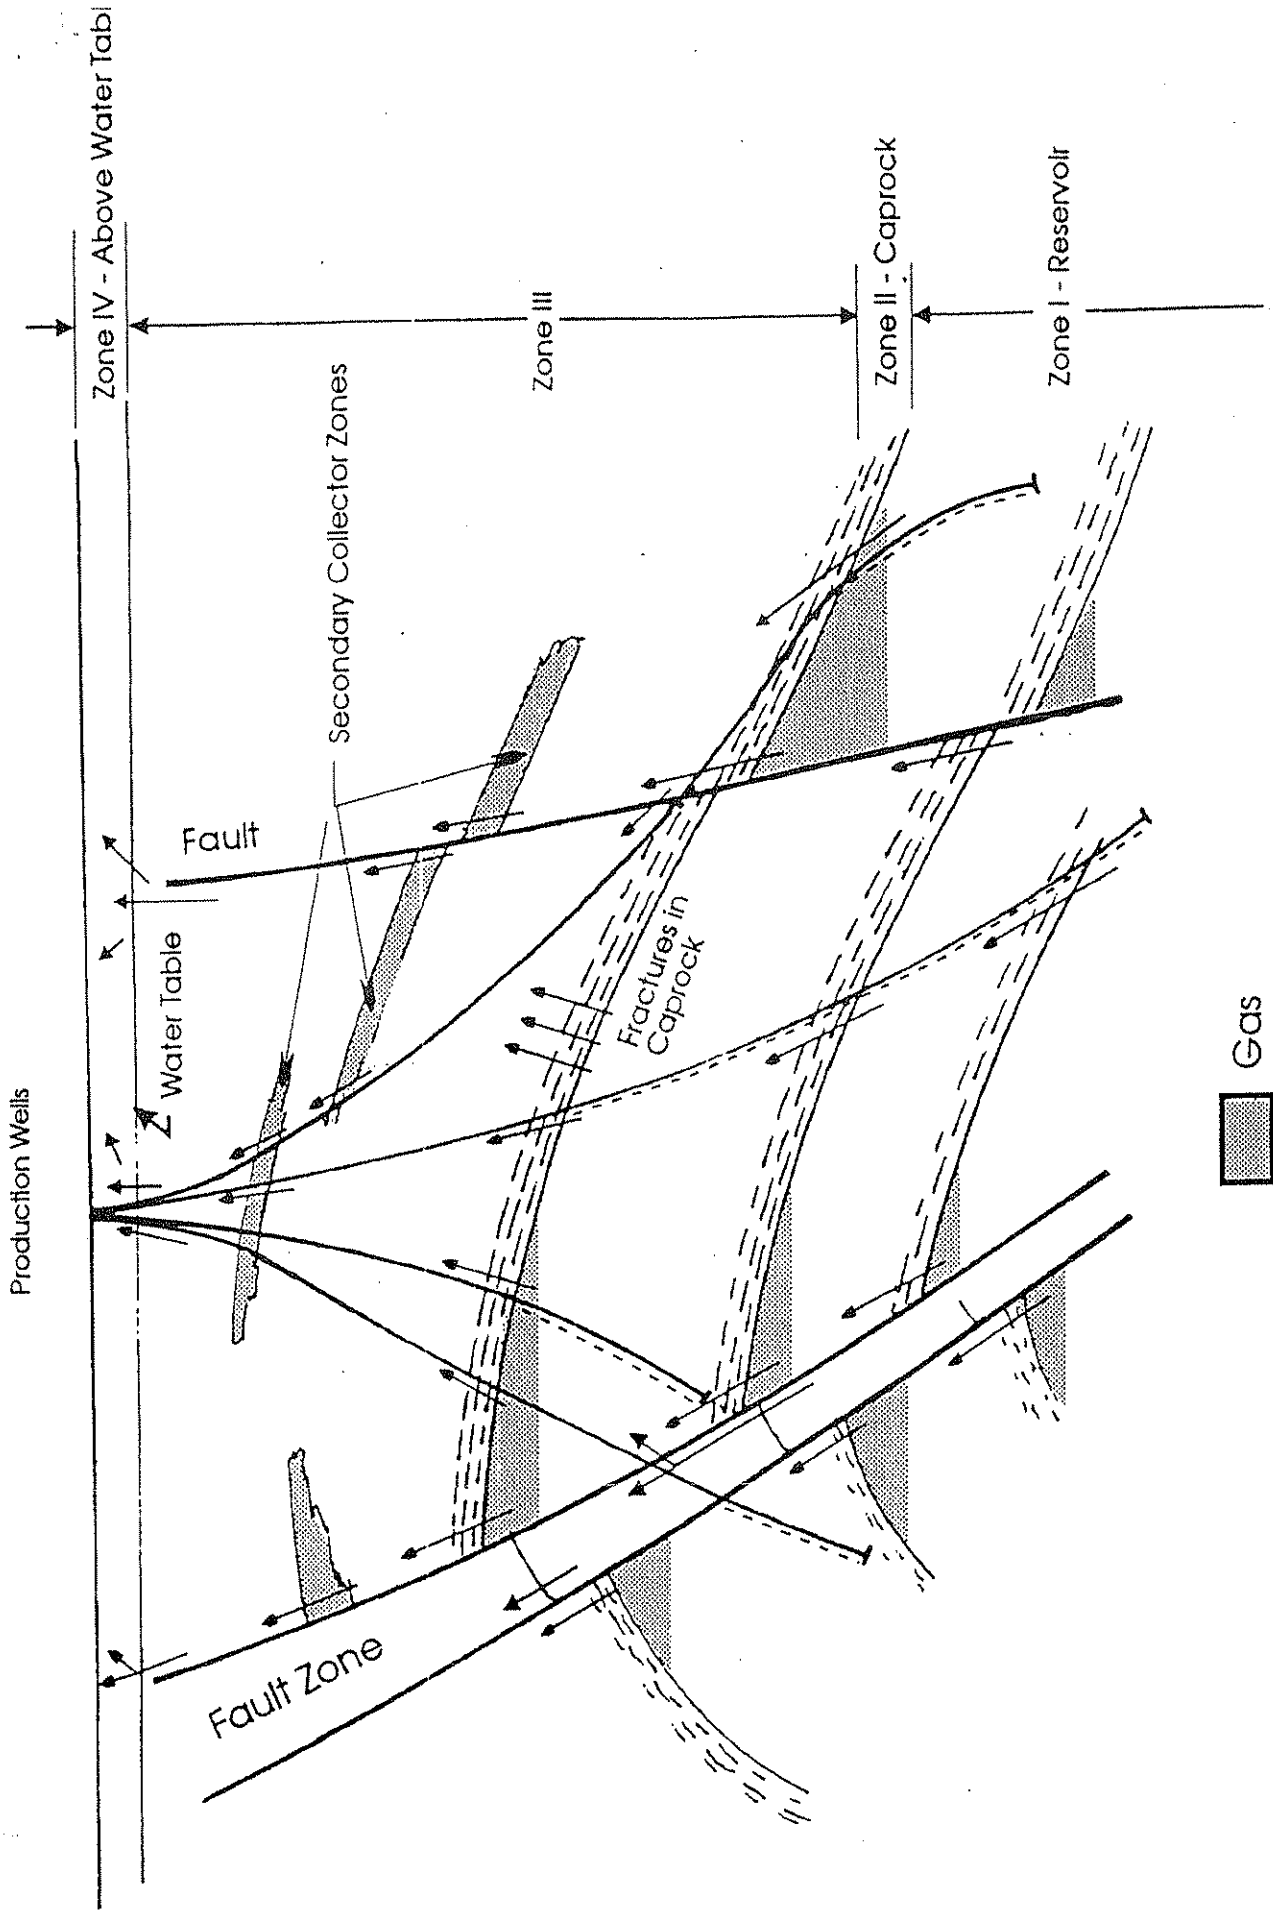 Production Wells
Zone IV - Above Water Tabl
Water Table
Fault
Fault Zone
Secondary Collector Zones
Zone III
Fractures in
Caprock
Zone II - Caprock
Zone I - Reservoir
Gas